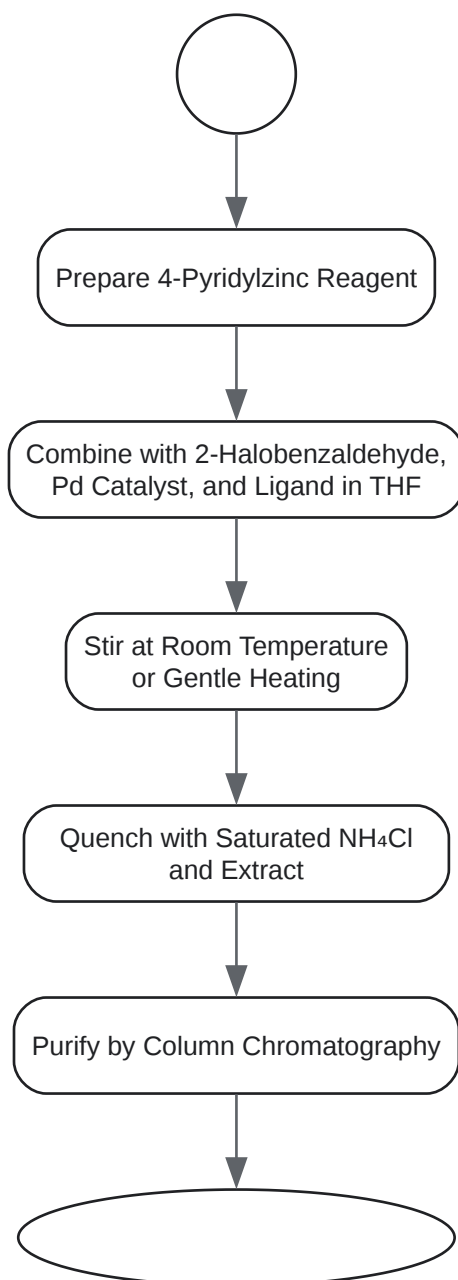 Prepare 4-Pyridylzinc Reagent
Combine with 2-Halobenzaldehyde,
Pd Catalyst, and Ligand in THF
Stir at Room Temperature
or Gentle Heating
Quench with Saturated NH₄Cl
and Extract
Purify by Column Chromatography